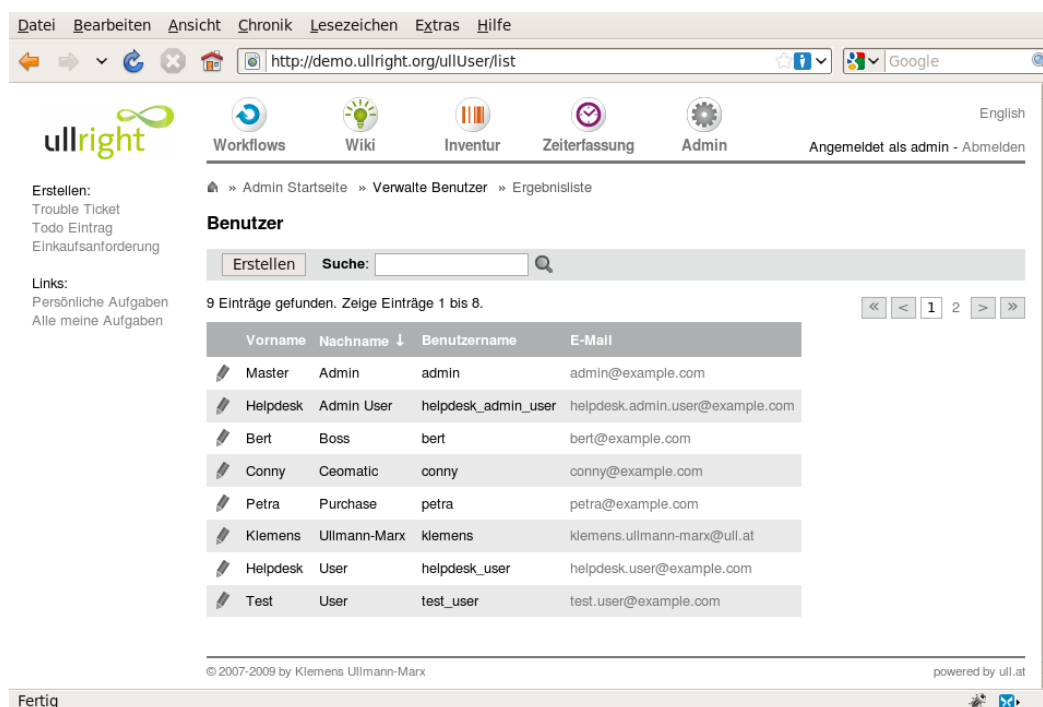 Datei Bearbeiten Ansicht Chronik Lesezeichen Extras Hilfe
http://demo.ullright.org/ullUser/list
Google
ullright
Workflows Wiki Inventur Zeiterfassung Admin
English
Angemeldet als admin - Abmelden
Erstellen:
Trouble Ticket
Todo Eintrag
Einkaufsanforderung
Links:
Persönliche Aufgaben
Alle meine Aufgaben
» Admin Startseite » Verwalte Benutzer » Ergebnisliste
Benutzer
Erstellen Suche:
9 Einträge gefunden. Zeige Einträge 1 bis 8.
« < 1 2 > »
Vorname Nachname ↓ Benutzername E-Mail
Master Admin admin admin@example.com
Helpdesk Admin User helpdesk_admin_user helpdesk.admin.user@example.com
Bert Boss bert bert@example.com
Conny Ceomatic conny conny@example.com
Petra Purchase petra petra@example.com
Klemens Ullmann-Marx klemens klemens.ullmann-marx@ull.at
Helpdesk User helpdesk_user helpdesk.user@example.com
Test User test_user test.user@example.com
© 2007-2009 by Klemens Ullmann-Marx
powered by ull.at
Fertig